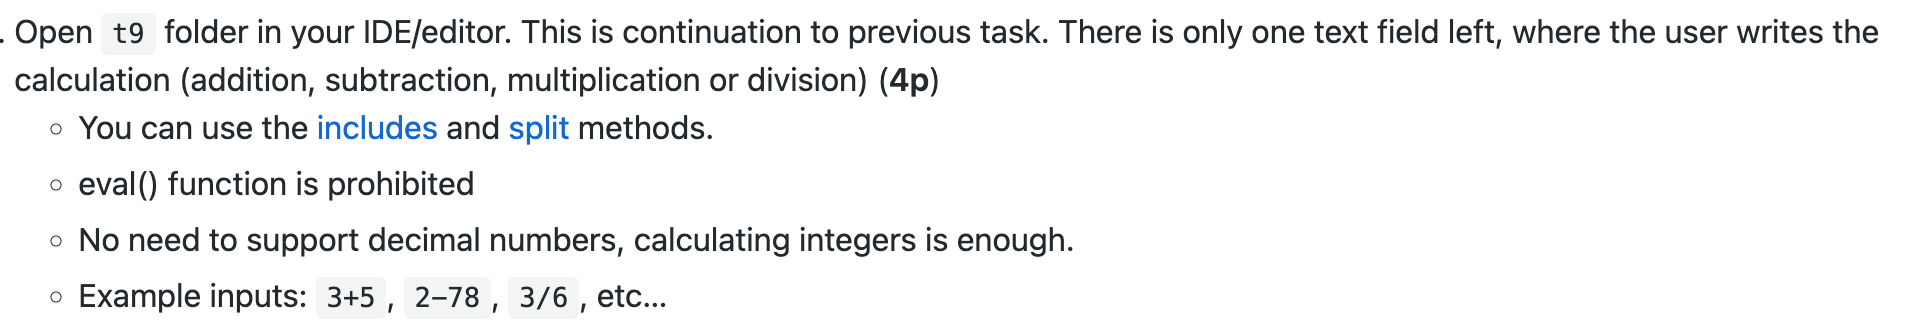 . Open t9 folder in your IDE/editor. This is continuation to previous task. There is only one text field left, where the user writes the
calculation (addition, subtraction, multiplication or division) (4p)
○ You can use the includes and split methods.
○ eval() function is prohibited
○ No need to support decimal numbers, calculating integers is enough.
○ Example inputs: 3+5 , 2–78 , 3/6 , etc...